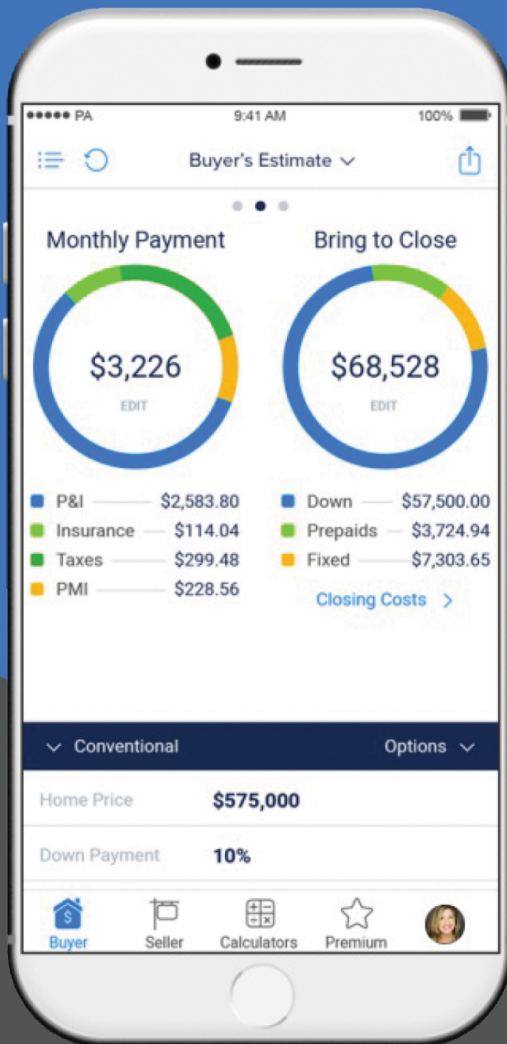 PA 9:41 AM 100%
Buyer's Estimate
Monthly Payment Bring to Close
$3,226 $68,528
EDIT EDIT
P&I $2,583.80 Down $57,500.00
Insurance $114.04 Prepaids $3,724.94
Taxes $299.48 Fixed $7,303.65
PMI $228.56
Closing Costs
Conventional Options
Home Price $575,000
Down Payment 10%
$
Buyer Seller Calculators Premium